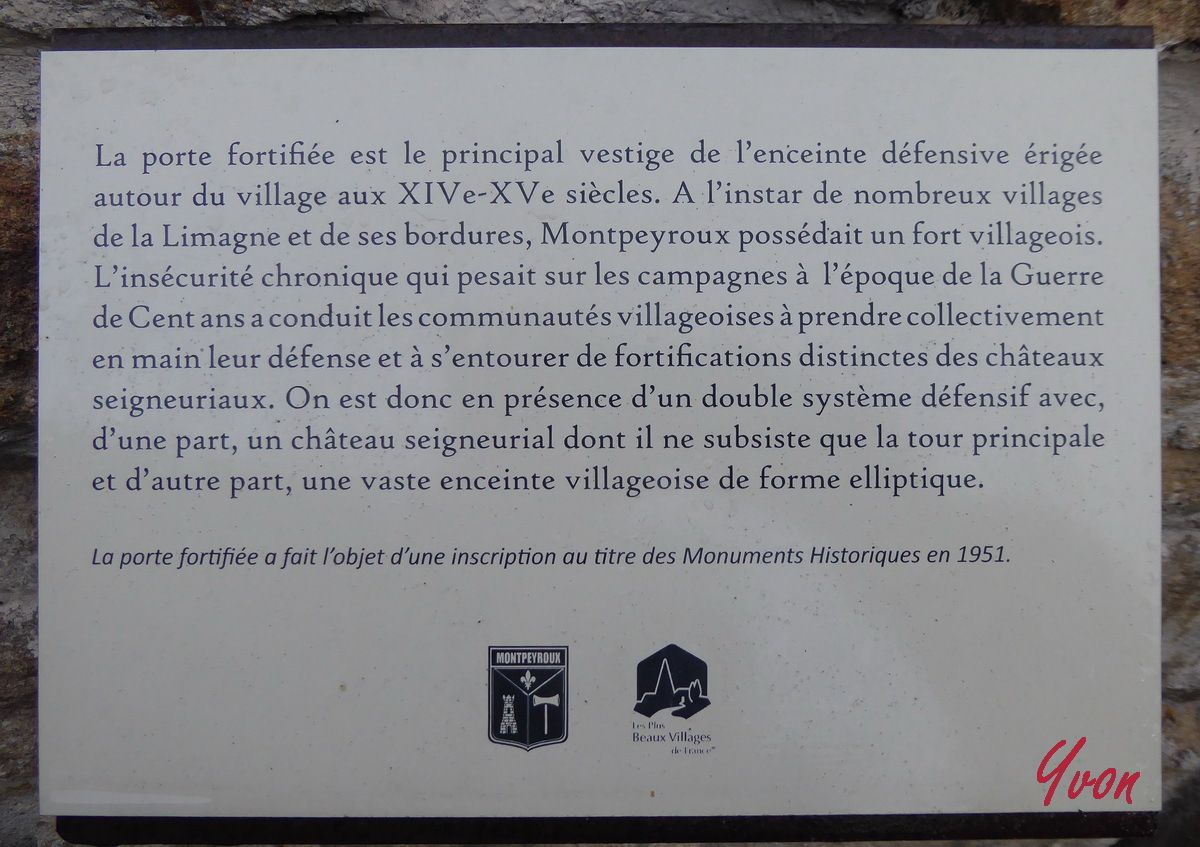 La porte fortifiée est le principal vestige de l'enceinte défensive érigée
autour du village aux XIVe-XVe siècles. A l'instar de nombreux villages
de la Limagne et de ses bordures, Montpeyroux possédait un fort villageois.
L'insécurité chronique qui pesait sur les campagnes à l'époque de la Guerre
de Cent ans a conduit les communautés villageoises à prendre collectivement
en main leur défense et à s'entourer de fortifications distinctes des châteaux
seigneuriaux. On est donc en présence d'un double système défensif avec,
d'une part, un château seigneurial dont il ne subsiste que la tour principale
et d'autre part, une vaste enceinte villageoise de forme elliptique.
La porte fortifiée a fait l'objet d'une inscription au titre des Monuments Historiques en 1951.
MONTPEYROUX
Les Plus
Beaux Villages
de France
Yvon